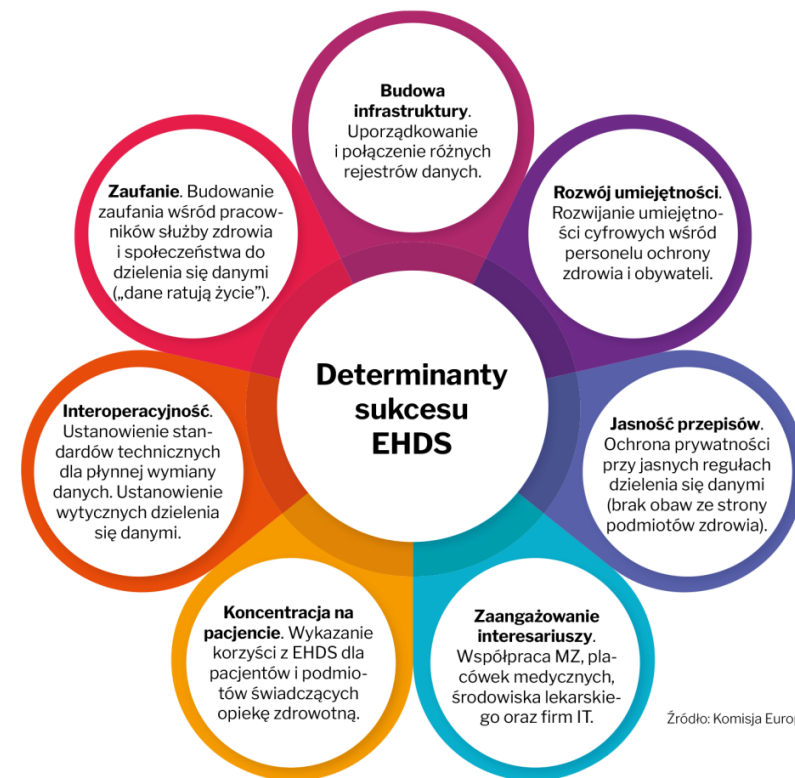 Budowa
infrastruktury.
Uporządkowanie
i połączenie różnych
rejestrów danych.
Rozwój umiejętności.
Rozwijanie umiejętno-
ści cyfrowych wśród
personelu ochrony
zdrowia i obywateli.
Jasność przepisów.
Ochrona prywatności
przy jasnych regułach
dzielenia się danymi
(brak obaw ze strony
podmiotów zdrowia).
Zaangażowanie
interesariuszy.
Współpraca MZ, pla-
cówek medycznych,
środowiska lekarskie-
go oraz firm IT.
Koncentracja na
pacjencie. Wykazanie
korzyści z EHDS dla
pacjentów i podmio-
tów świadczących
opiekę zdrowotną.
Interoperacyjność.
Ustanowienie stan-
dardów technicznych
dla płynnej wymiany
danych. Ustanowienie
wytycznych dzielenia
się danymi.
Zaufanie. Budowanie
zaufania wśród pracow-
ników służby zdrowia
i społeczeństwa do
dzielenia się danymi
(„dane ratują życie”).
Determinanty
sukcesu
EHDS
Źródło: Komisja Europ